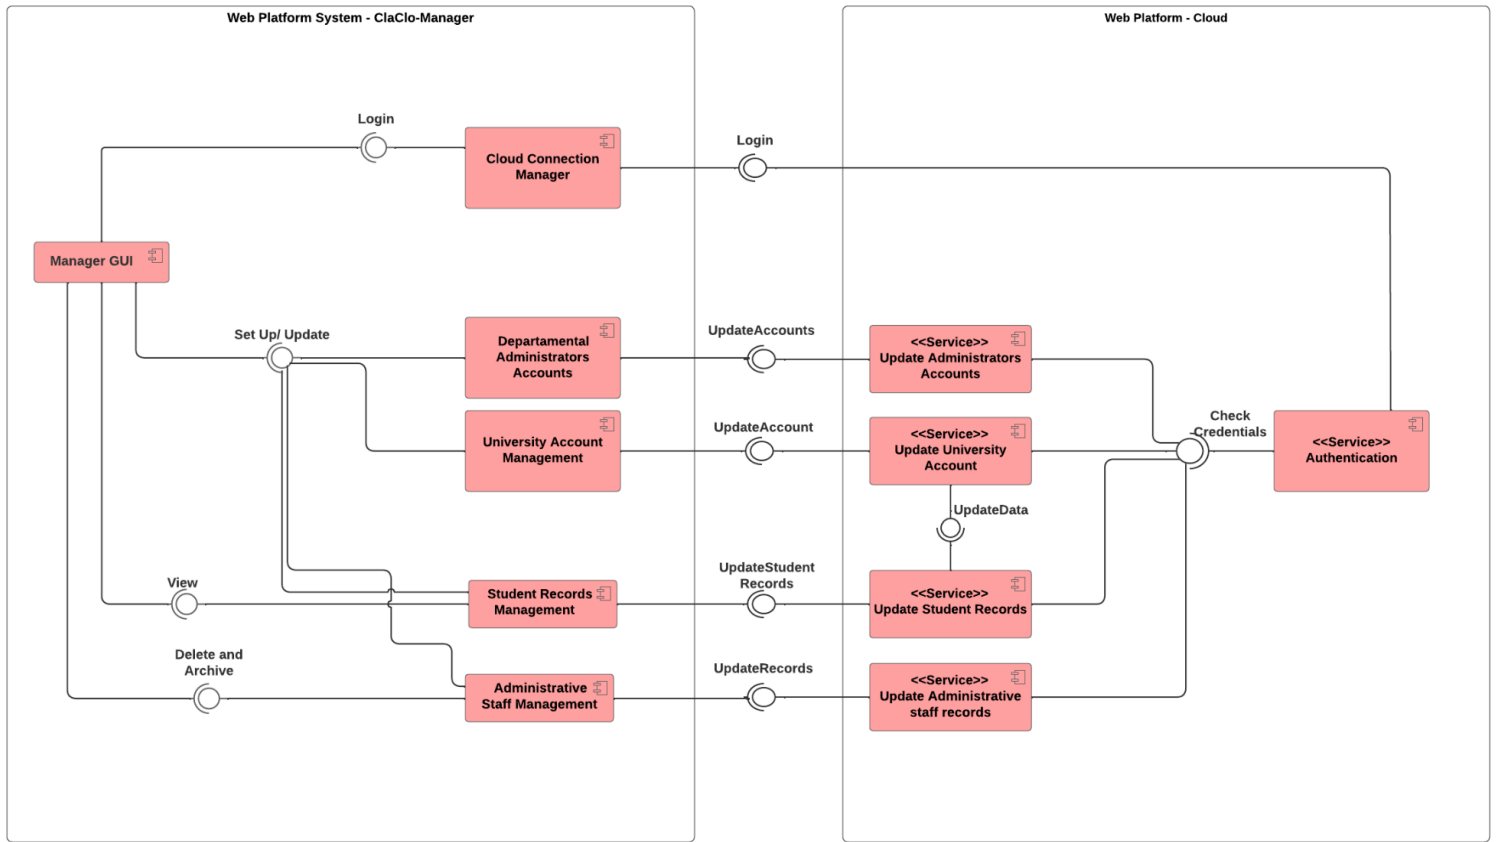 Web Platform System - ClaClo-Manager
Web Platform - Cloud
Login
Cloud Connection
Manager
Login
Manager GUI
Set Up/ Update
Departamental
Administrators
Accounts
UpdateAccounts
<<Service>>
Update Administrators
Accounts
University Account
Management
UpdateAccount
<<Service>>
Update University
Account
Check
Credentials
<<Service>>
Authentication
UpdateData
View
Student Records
Management
UpdateStudent
Records
<<Service>>
Update Student Records
Delete and
Archive
Administrative
Staff Management
UpdateRecords
<<Service>>
Update Administrative
staff records